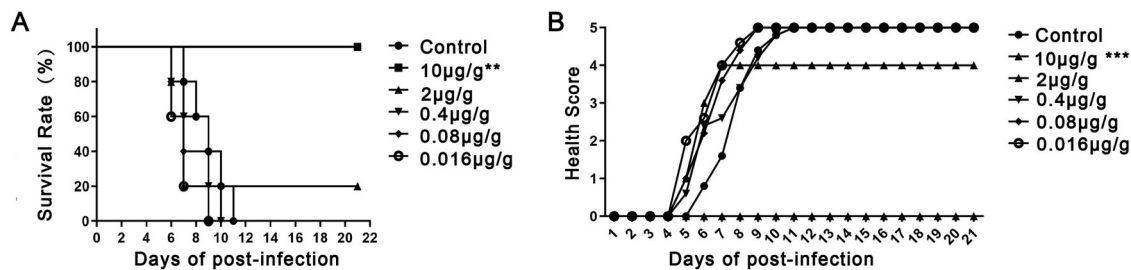 A
Survival Rate (%)
100
80
60
40
20
0
0 2 4 6 8 10 12 14 16 18 20 22
Days of post-infection
Control
10μg/g**
2μg/g
0.4μg/g
0.08μg/g
0.016μg/g
B
Health Score
5
4
3
2
1
0
1 2 3 4 5 6 7 8 9 10 11 12 13 14 15 16 17 18 19 20 21
Days of post-infection
Control
10μg/g ***
2μg/g
0.4μg/g
0.08μg/g
0.016μg/g